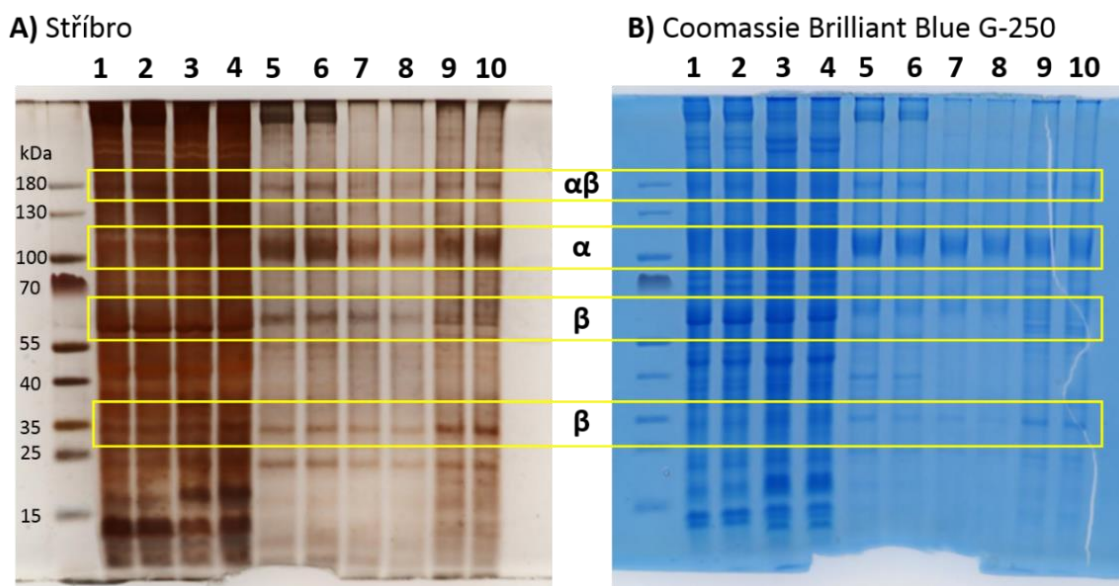 A) Stříbro
B) Coomassie Brilliant Blue G-250
1 2 3 4 5 6 7 8 9 10
1 2 3 4 5 6 7 8 9 10
kDa
180
αβ
130
α
100
70
β
55
40
β
35
25
15